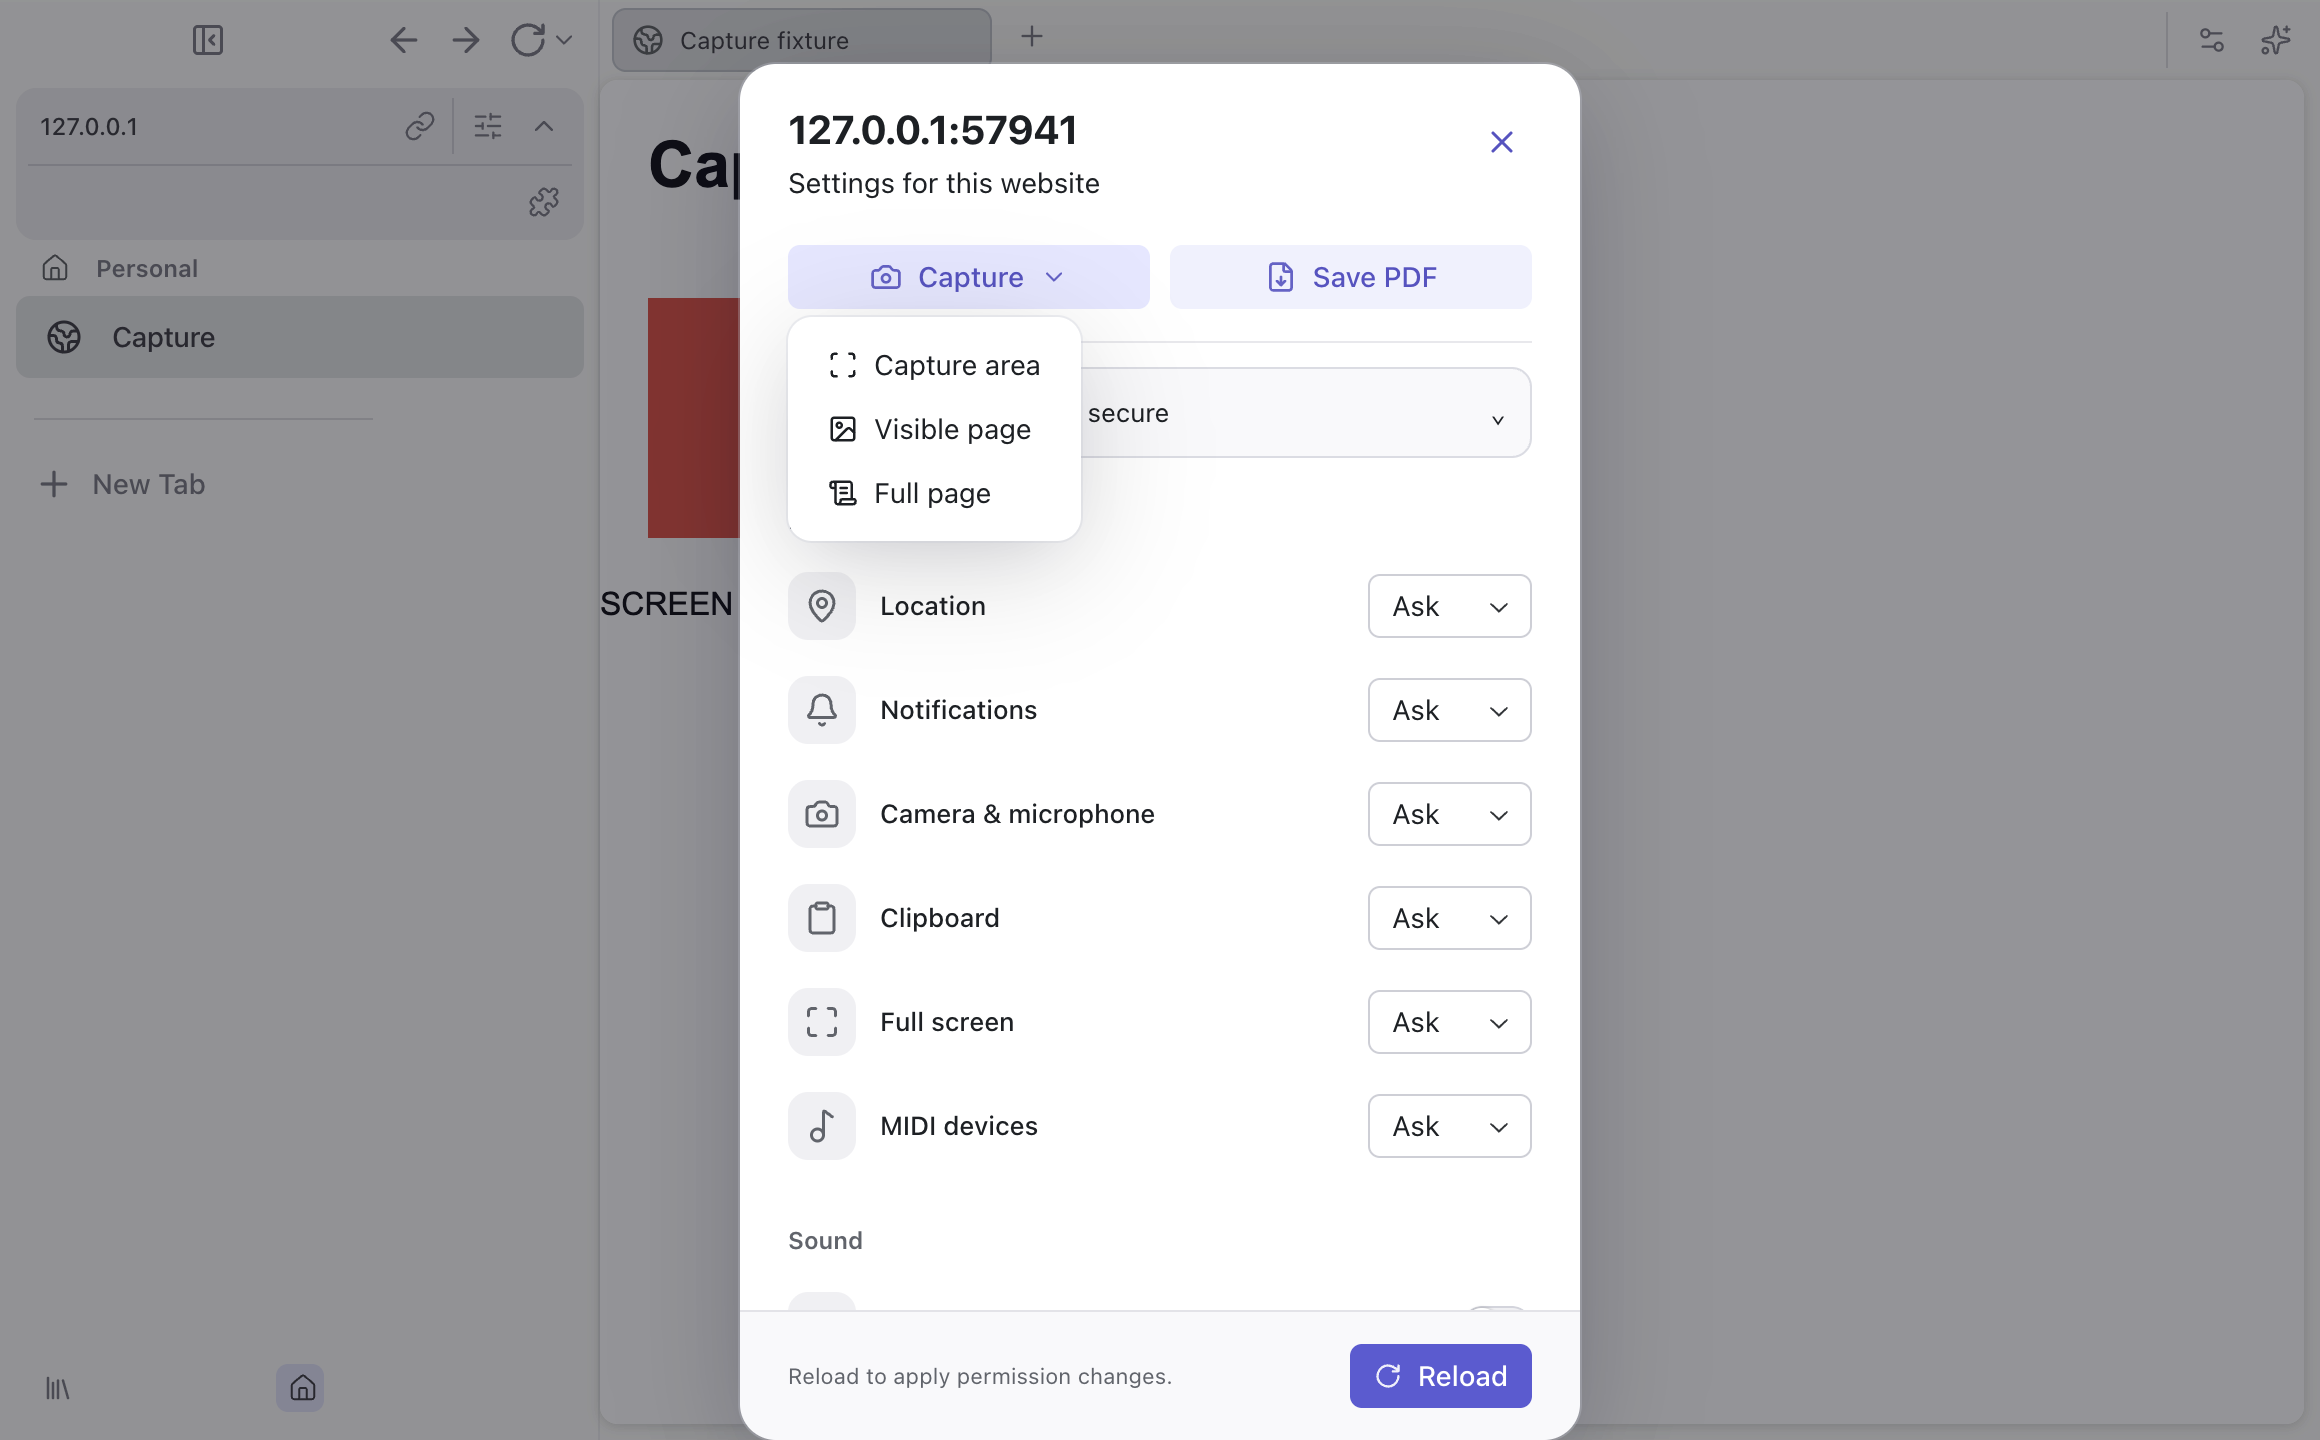 Capture fixture
127.0.0.1
Personal
Capture
New Tab
Cap
SCREEN
127.0.0.1:57941
Settings for this website
Capture
Save PDF
Capture area
Visible page
Full page
secure
Location
Ask
Notifications
Ask
Camera & microphone
Ask
Clipboard
Ask
Full screen
Ask
MIDI devices
Ask
Sound
Reload to apply permission changes.
Reload